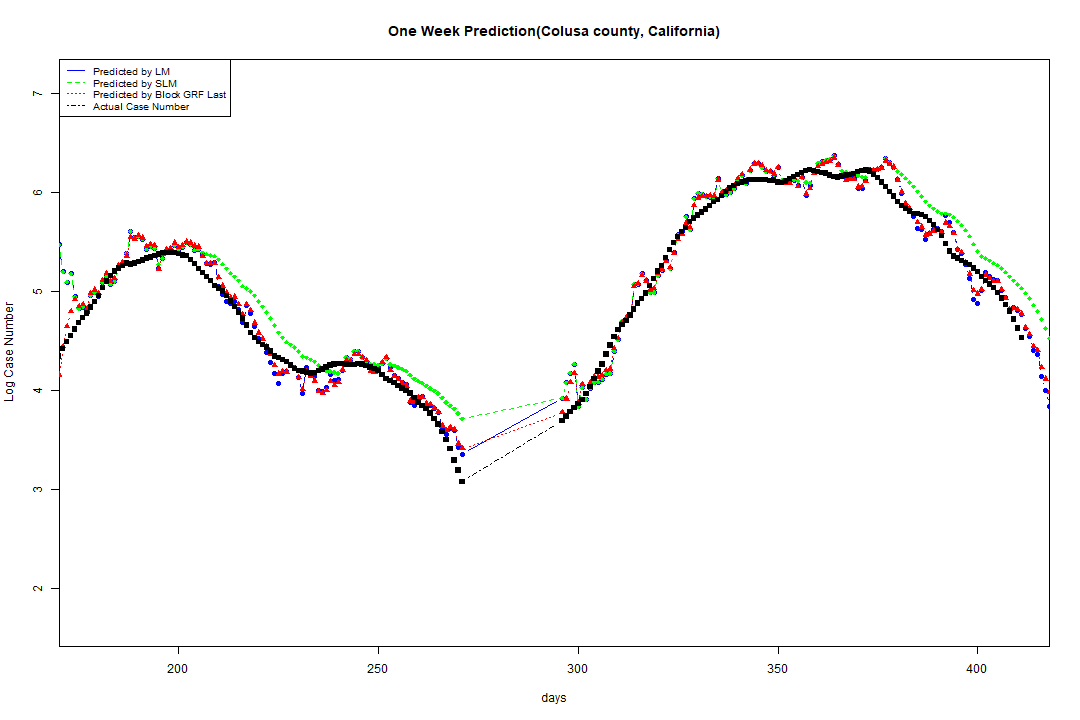 One Week Prediction(Colusa county, California)
Predicted by LM
Predicted by SLM
Predicted by Block GRF Last
Actual Case Number
7
6
5
4
3
2
Log Case Number
200 250 300 350 400
days